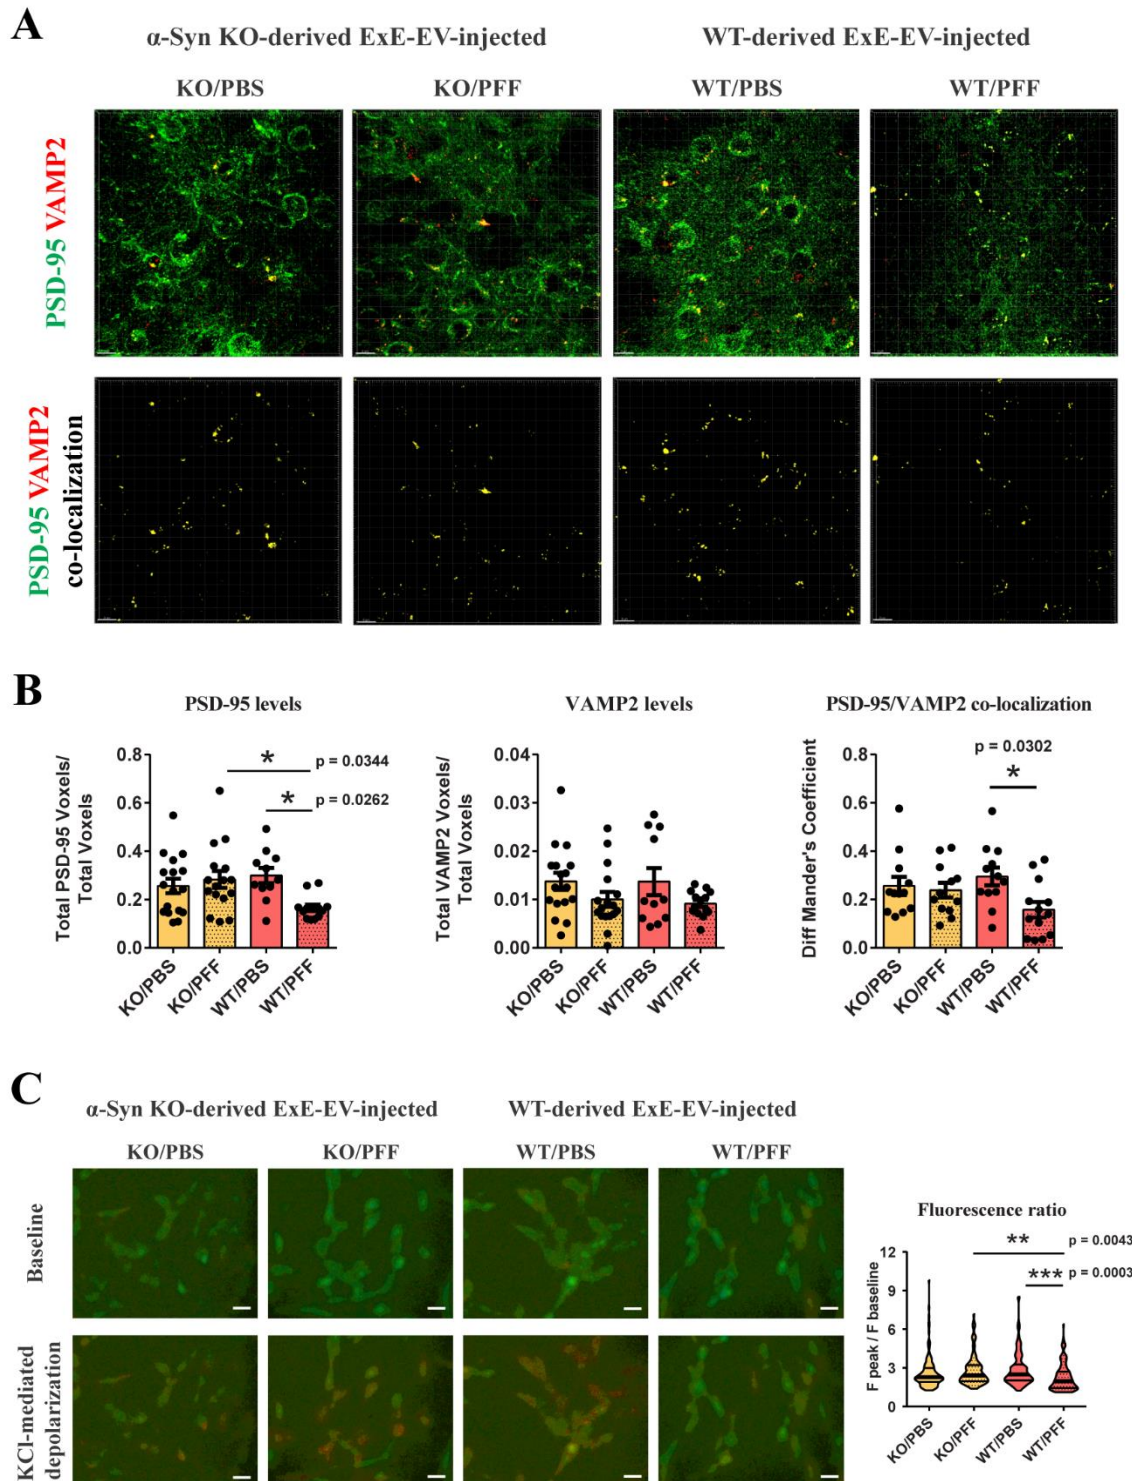 A
α-Syn KO-derived ExE-EV-injected
WT-derived ExE-EV-injected
KO/PBS
KO/PFF
WT/PBS
WT/PFF
PSD-95 VAMP2
PSD-95 VAMP2
co-localization
B
PSD-95 levels
Total PSD-95 Voxels/
Total Voxels
0.8
0.6
0.4
0.2
0.0
*
p = 0.0344
*
p = 0.0262
KO/PBS
KO/PFF
WT/PBS
WT/PFF
VAMP2 levels
Total VAMP2 Voxels/
Total Voxels
0.04
0.03
0.02
0.01
0.00
KO/PBS
KO/PFF
WT/PBS
WT/PFF
PSD-95/VAMP2 co-localization
Diff Mander's Coefficient
0.8
0.6
0.4
0.2
0.0
p = 0.0302
*
KO/PBS
KO/PFF
WT/PBS
WT/PFF
C
α-Syn KO-derived ExE-EV-injected
WT-derived ExE-EV-injected
KO/PBS
KO/PFF
WT/PBS
WT/PFF
Baseline
KCl-mediated
depolarization
Fluorescence ratio
F peak / F baseline
12
9
6
3
0
**
p = 0.0043
***
p = 0.0003
KO/PBS
KO/PFF
WT/PBS
WT/PFF